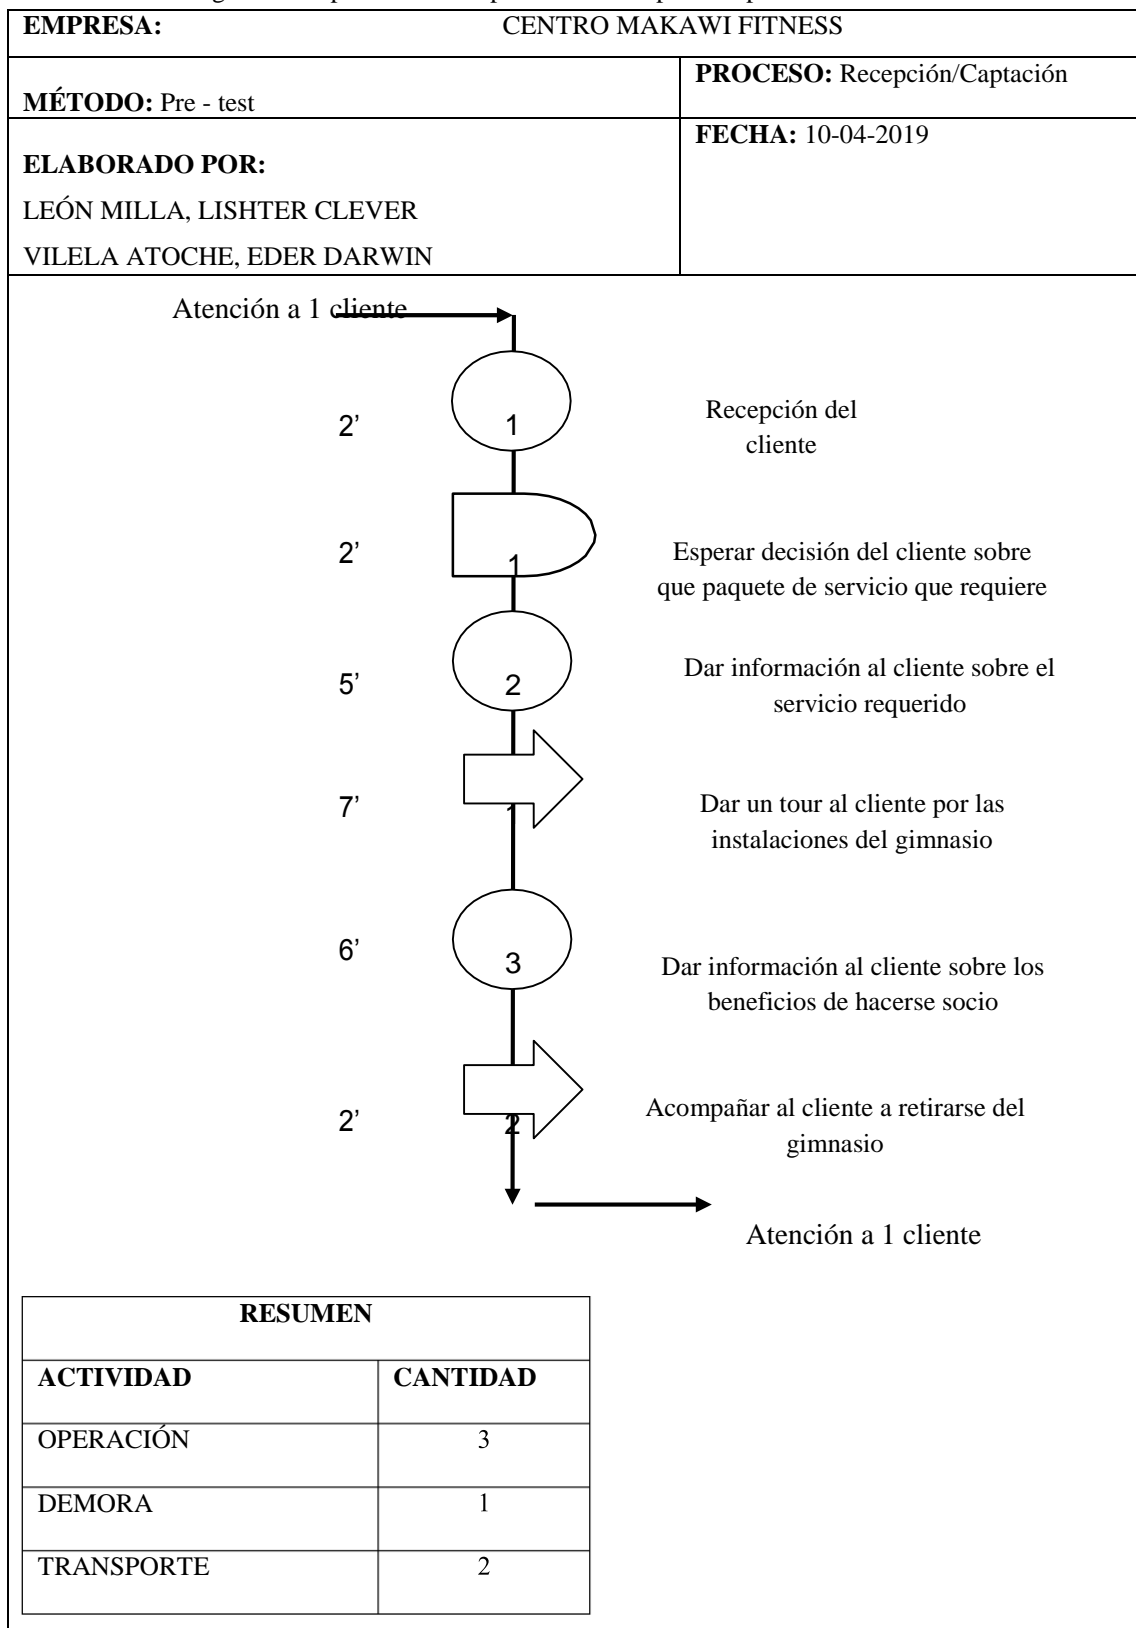 EMPRESA: CENTRO MAKAWI FITNESS
MÉTODO: Pre - test
PROCESO: Recepción/Captación
ELABORADO POR:
LEÓN MILLA, LISHTER CLEVER
VILELA ATOCHE, EDER DARWIN
FECHA: 10-04-2019
Atención a 1 cliente
2’ 1 Recepción del
cliente
2’ 1 Esperar decisión del cliente sobre
que paquete de servicio que requiere
5’ 2 Dar información al cliente sobre el
servicio requerido
7’ 1 Dar un tour al cliente por las
instalaciones del gimnasio
6’ 3 Dar información al cliente sobre los
beneficios de hacerse socio
2’ 2 Acompañar al cliente a retirarse del
gimnasio
Atención a 1 cliente
RESUMEN
ACTIVIDAD CANTIDAD
OPERACIÓN 3
DEMORA 1
TRANSPORTE 2